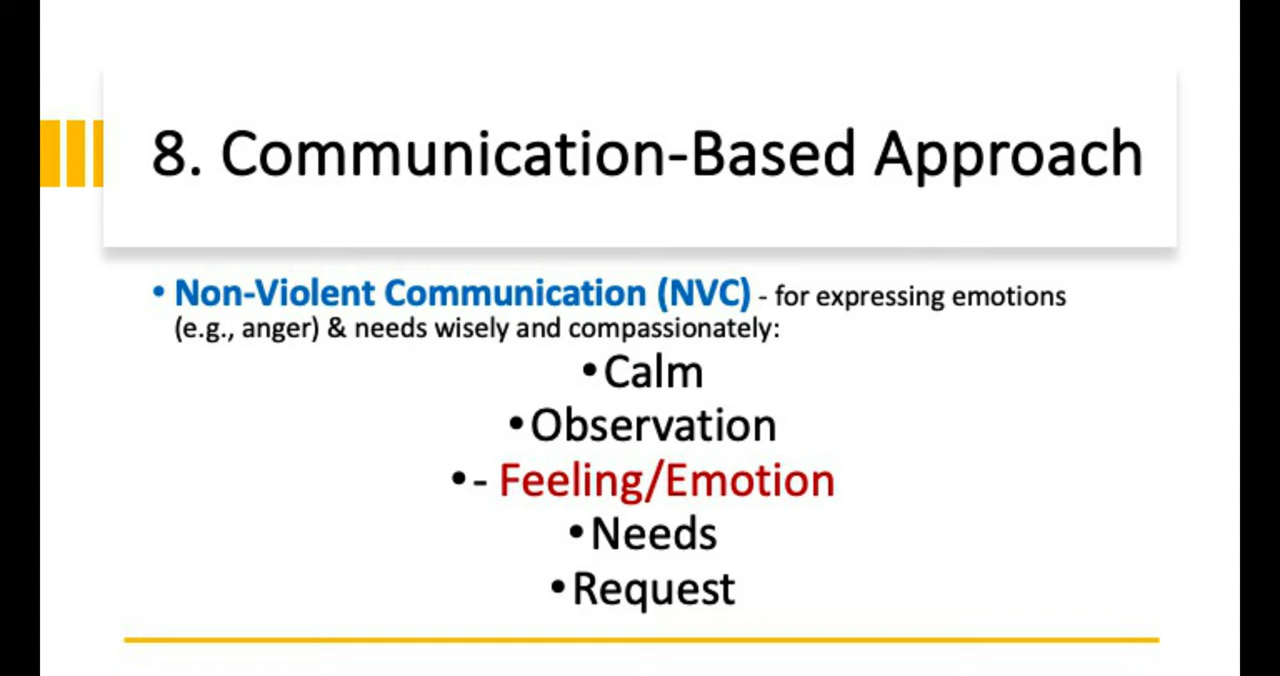 8. Communication-Based Approach
• Non-Violent Communication (NVC) - for expressing emotions
(e.g., anger) & needs wisely and compassionately:
•Calm
•Observation
•- Feeling/Emotion
•Needs
•Request